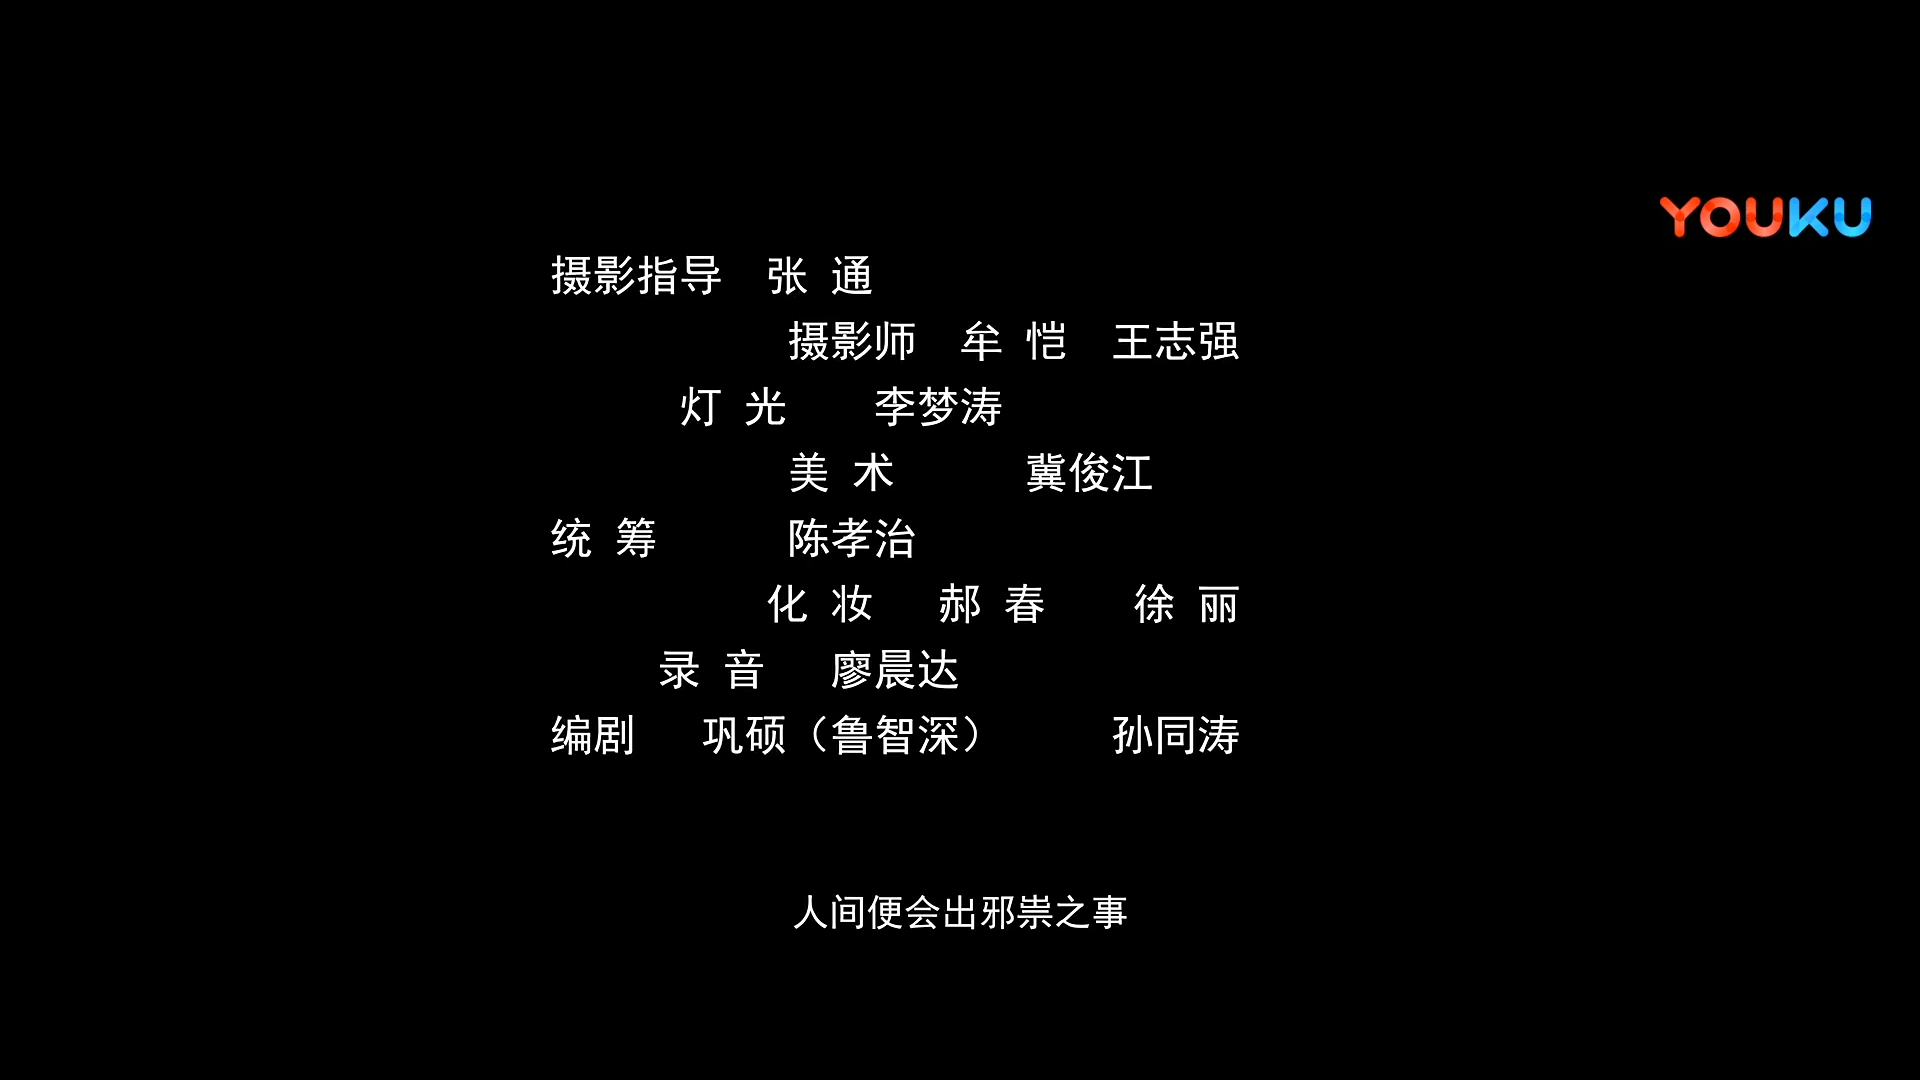 YOUKU
摄影指导 张 通
摄影师 牟 恺 王志强
灯 光 李梦涛
美 术 冀俊江
统 筹 陈孝治
化 妆 郝 春 徐 丽
录 音 廖晨达
编剧 巩硕（鲁智深） 孙同涛
人间便会出邪祟之事